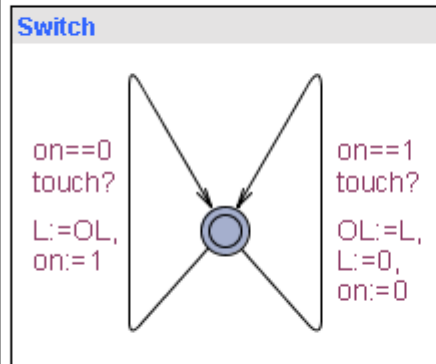 Switch
on==0
touch?
L:=OL,
on:=1
on==1
touch?
OL:=L,
L:=0,
on:=0